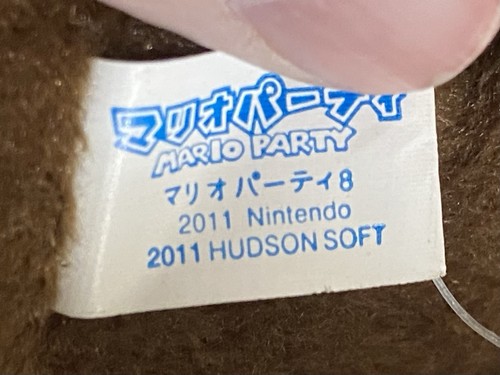 マリオパーティ
MARIO PARTY
マリオパーティ8
2011 Nintendo
2011 HUDSON SOFT